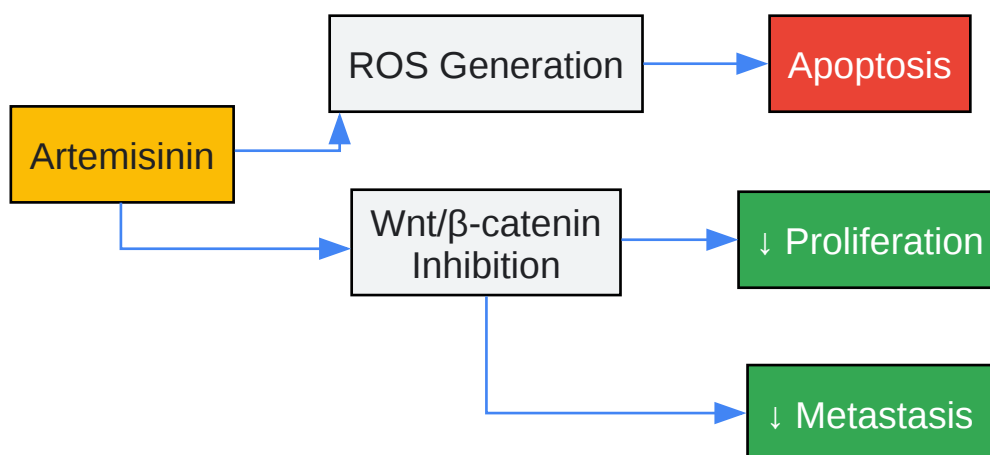 ROS Generation
Apoptosis
Artemisinin
Wnt/β-catenin
Inhibition
↓ Proliferation
↓ Metastasis